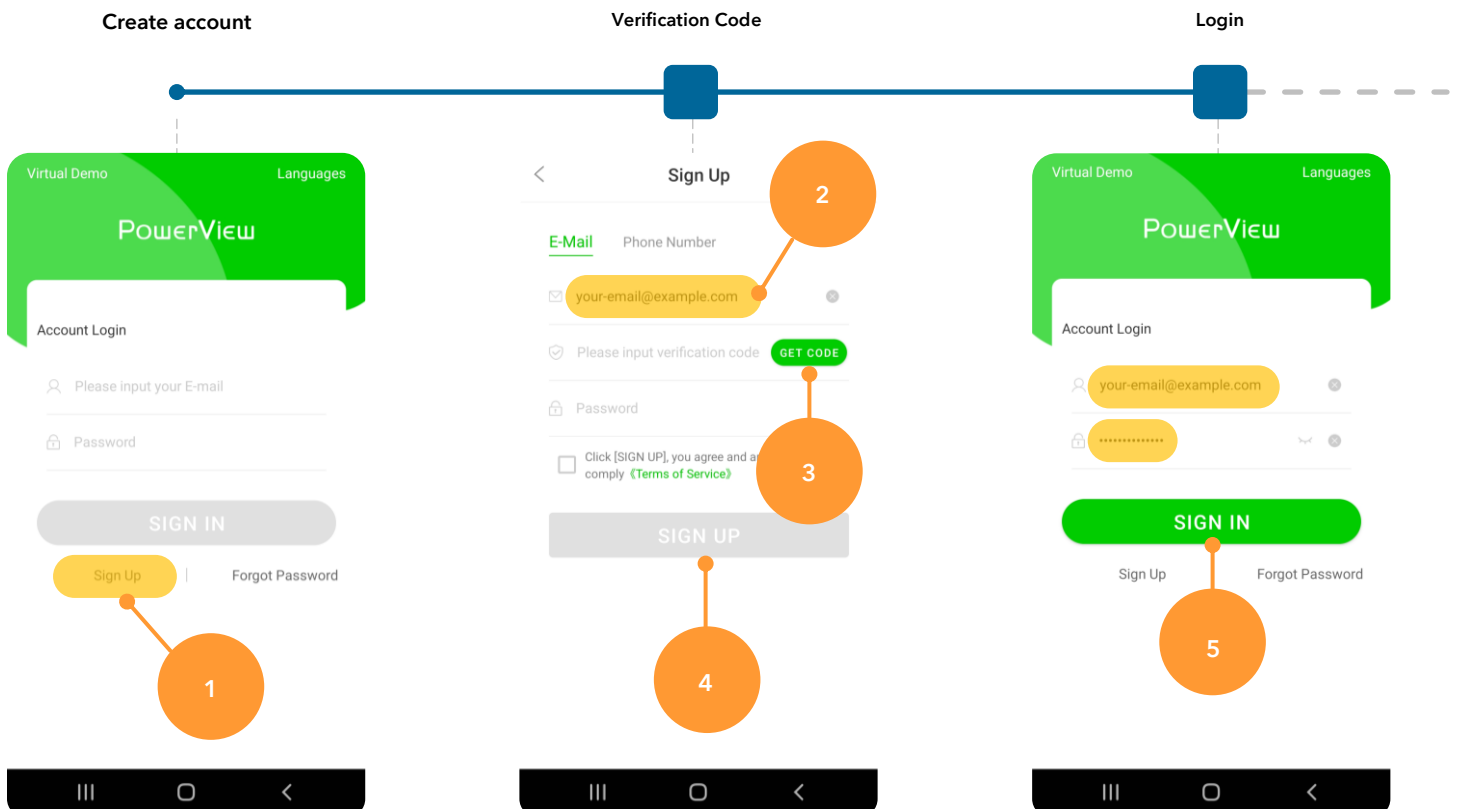 Create account
Verification Code
Login
Virtual Demo
Languages
PowerView
Account Login
Please input your E-mail
Password
SIGN IN
Sign Up
Forgot Password
1
Sign Up
2
E-Mail
Phone Number
your-email@example.com
Please input verification code
GET CODE
Password
Click [SIGN UP], you agree and
comply 《Terms of Service》
3
SIGN UP
4
Virtual Demo
Languages
PowerView
Account Login
your-email@example.com
••••••••••••••
SIGN IN
Sign Up
Forgot Password
5